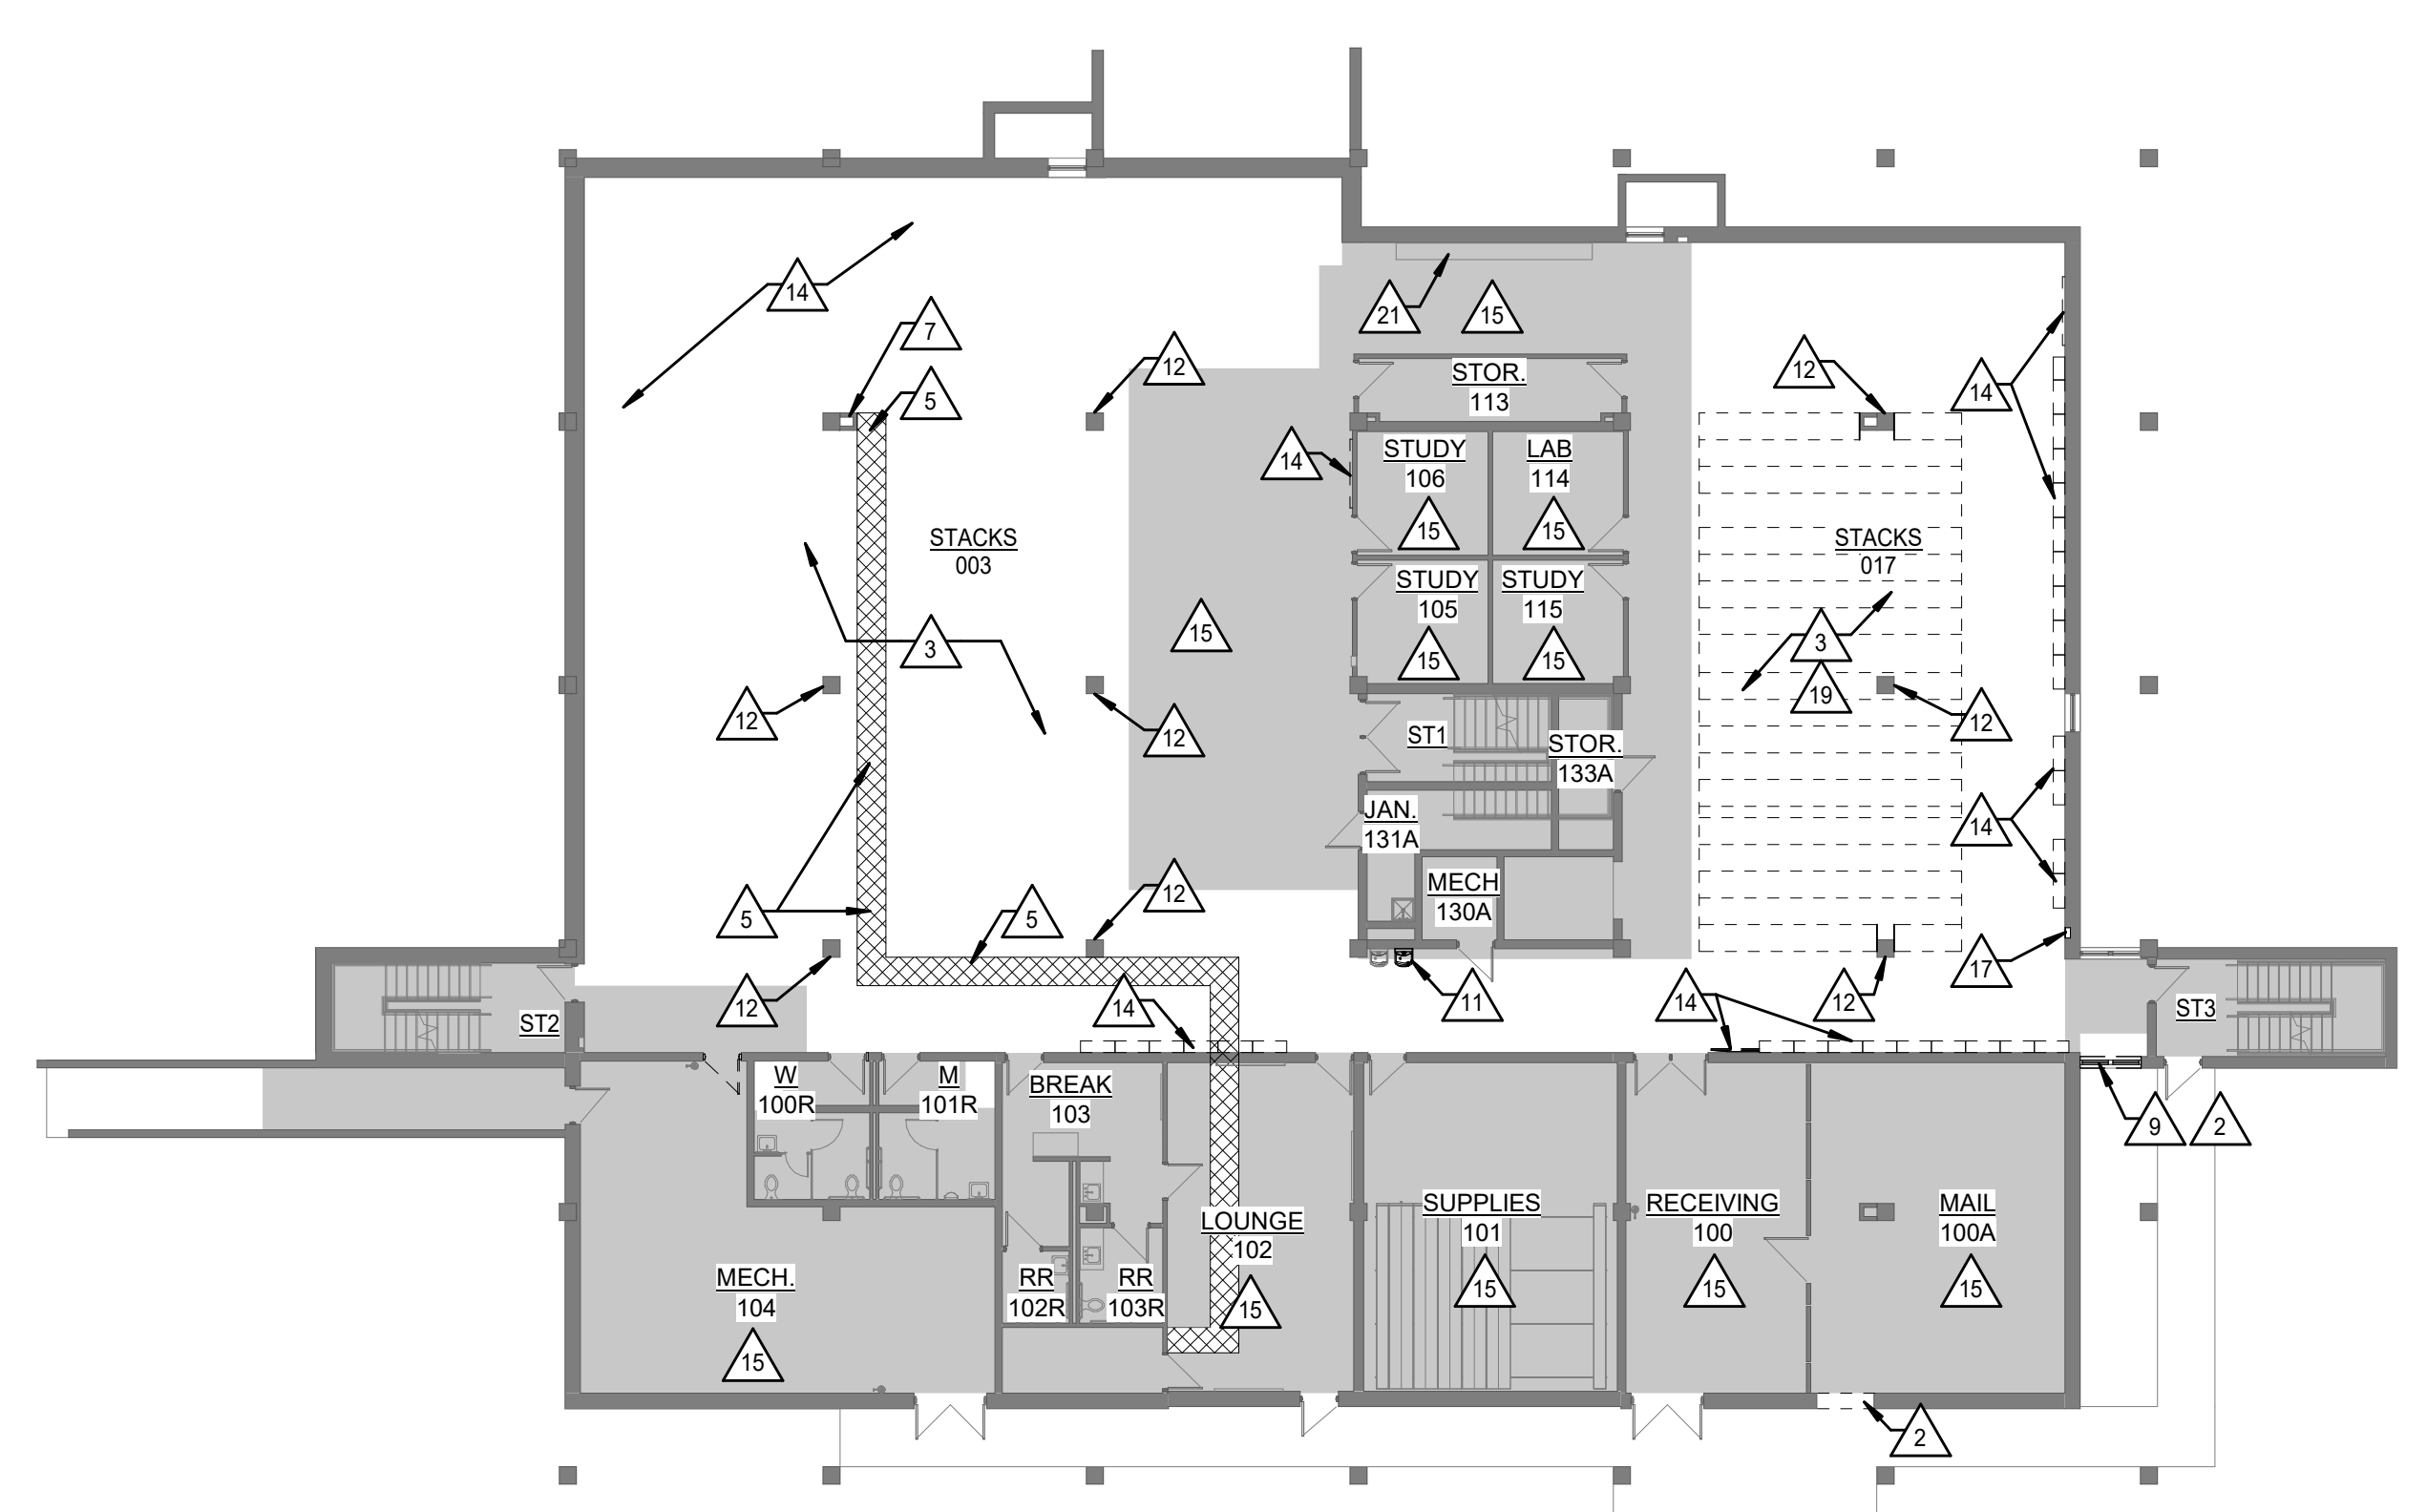 14
7
5
12
21
15
STOR.
113
12
14
14
STUDY
106
15
LAB
114
15
STACKS
003
STACKS
017
STUDY
105
15
STUDY
115
15
3
15
3
19
12
12
12
ST1
STOR.
133A
JAN.
131A
14
5
5
12
MECH
130A
12
14
11
14
12
17
ST2
ST3
W
100R
M
101R
BREAK
103
9
2
LOUNGE
102
15
SUPPLIES
101
15
RECEIVING
100
15
MAIL
100A
15
MECH.
104
15
RR
102R
RR
103R
2